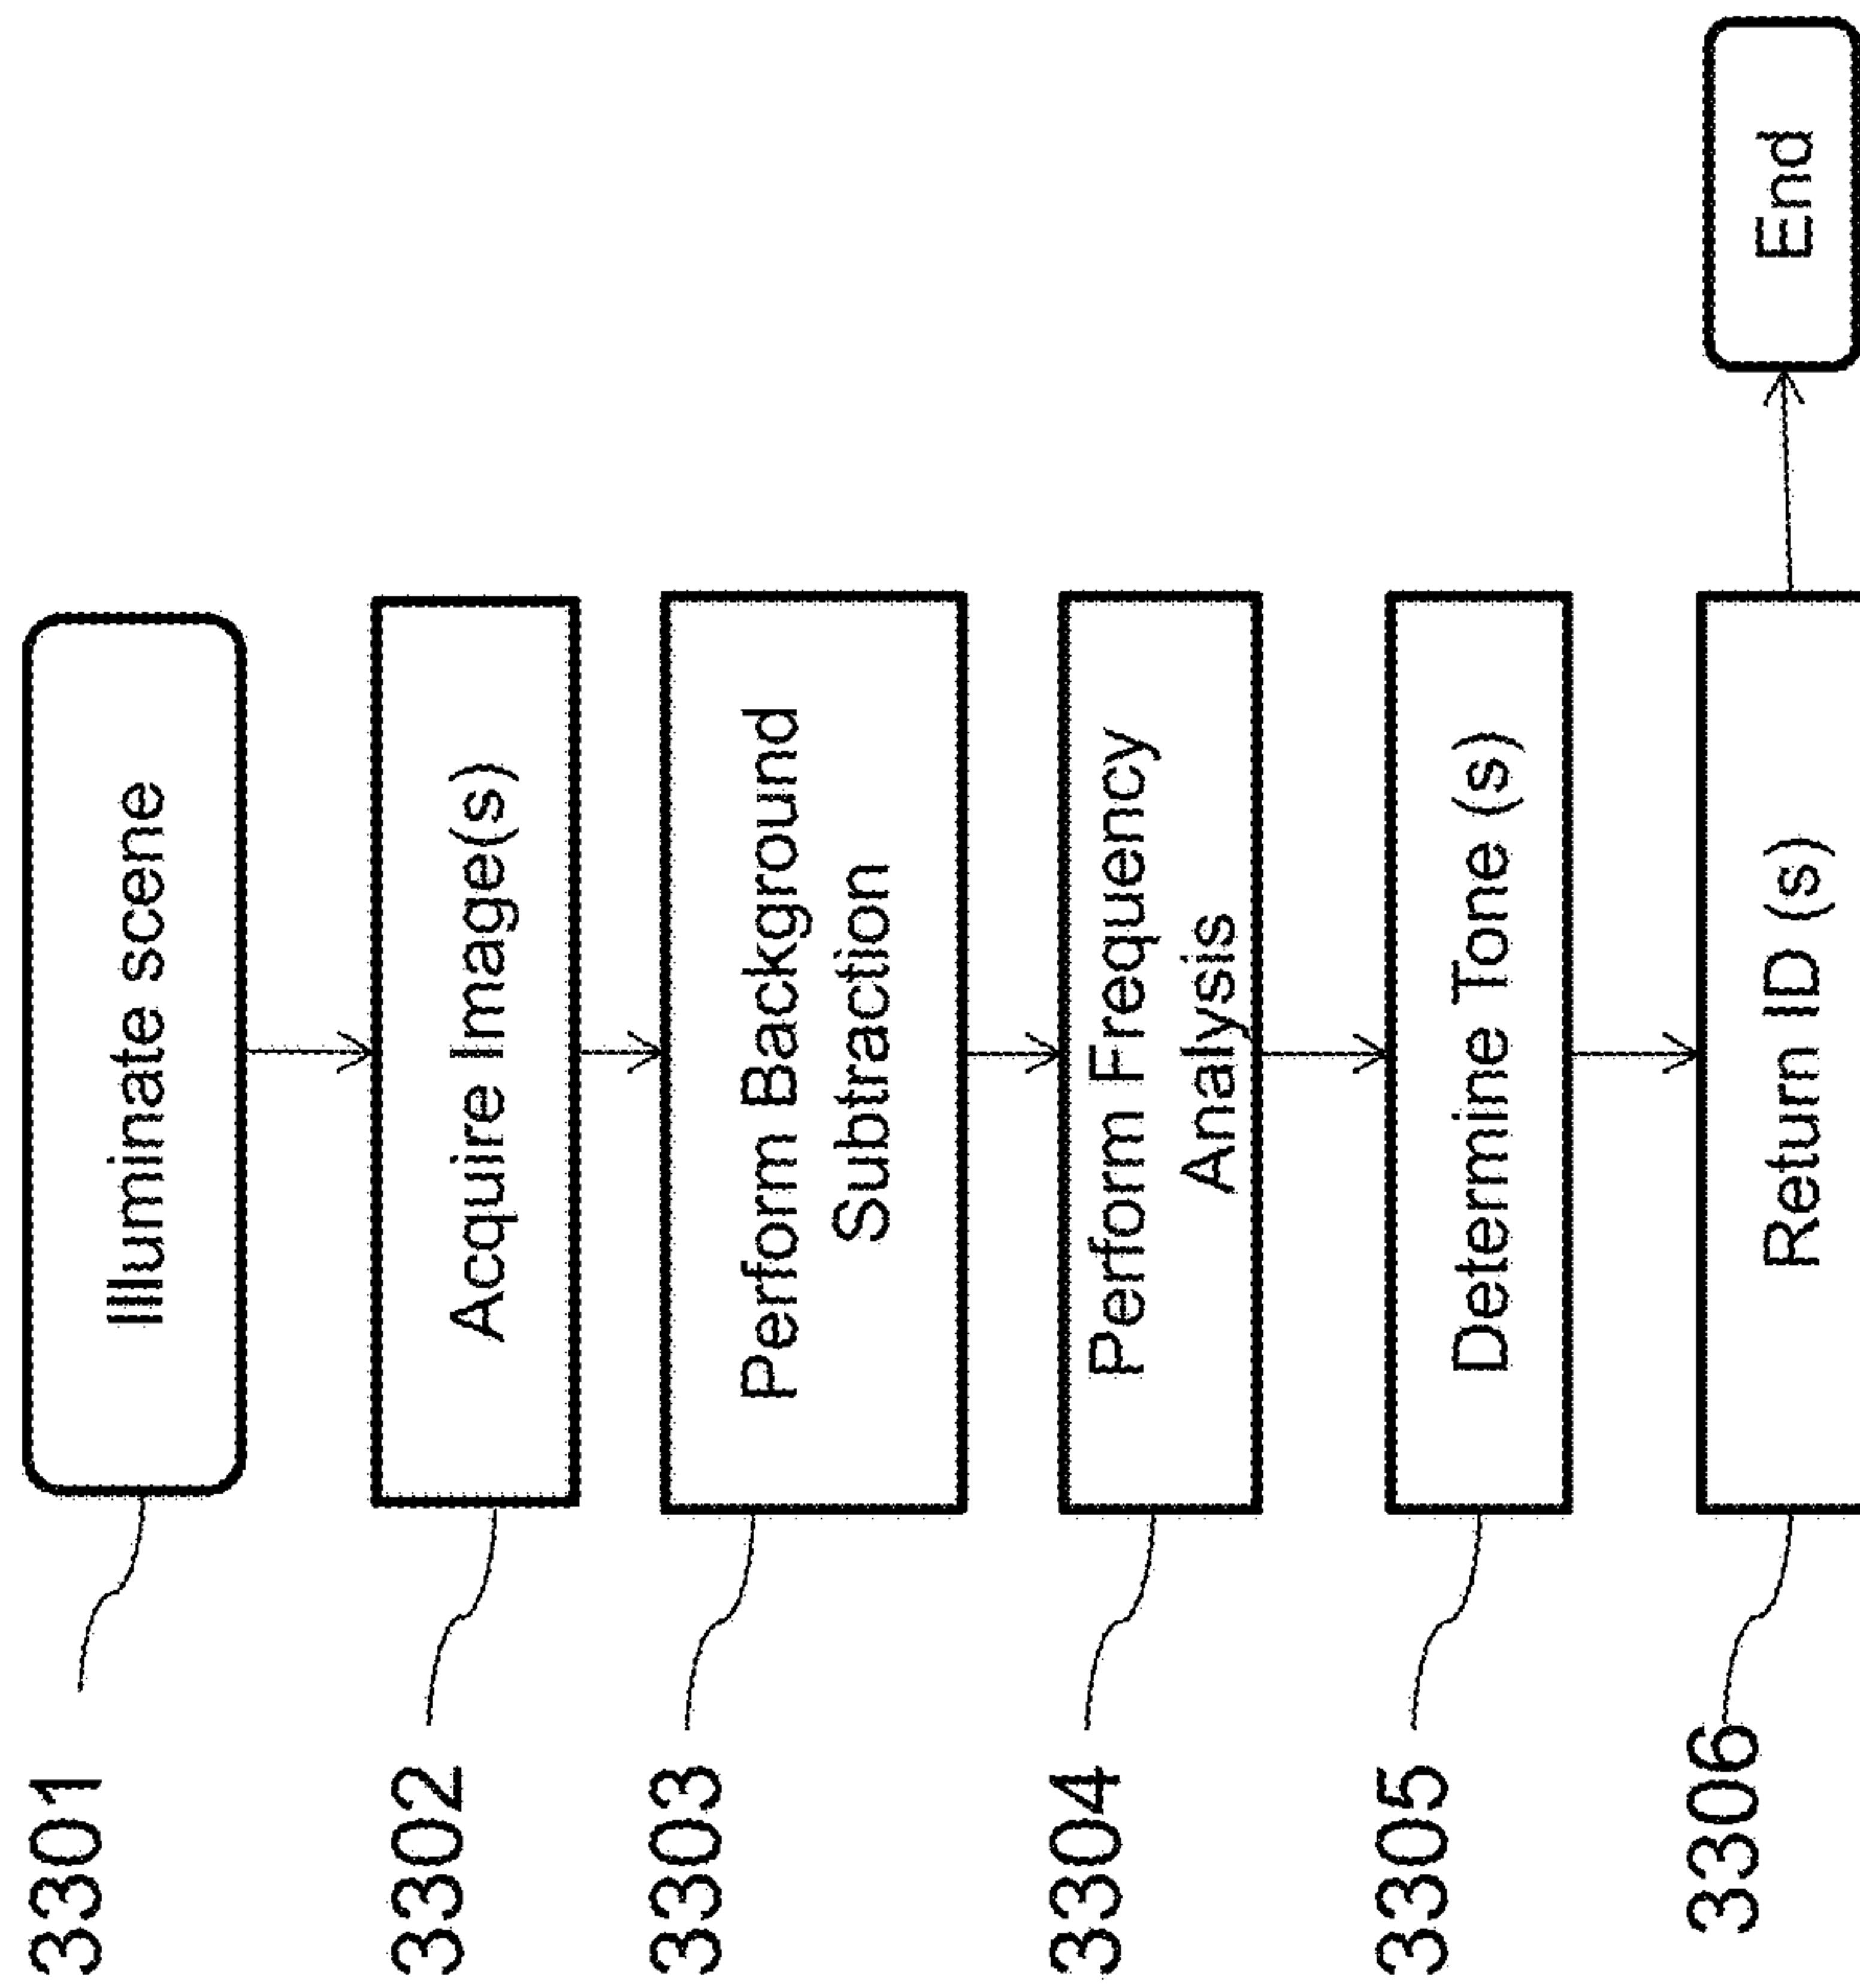 3301
Illuminate scene
3302
Acquire Image(s)
3303
Perform Background
Subtraction
3304
Perform Frequency
Analysis
3305
Determine Tone (s)
3306
Return ID (s)
End